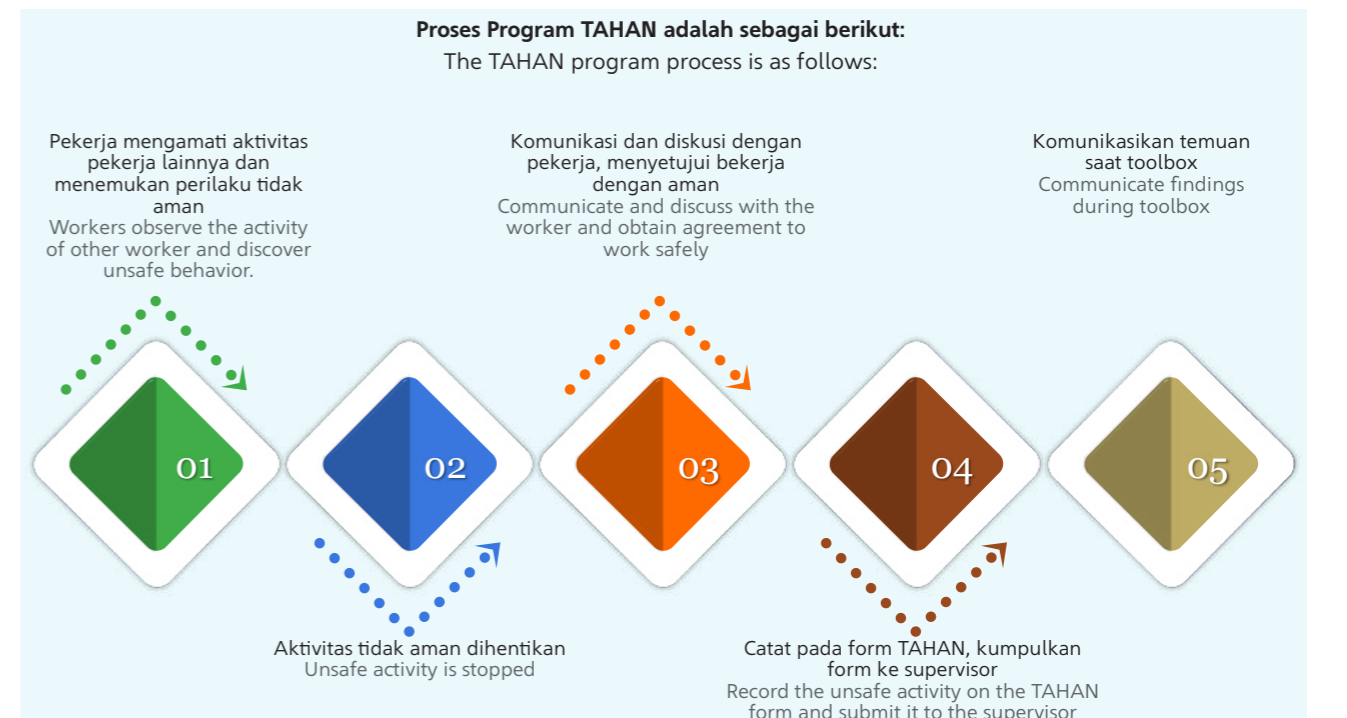 Proses Program TAHAN adalah sebagai berikut:
The TAHAN program process is as follows:
Pekerja mengamati aktivitas
pekerja lainnya dan
menemukan perilaku tidak
aman
Workers observe the activity
of other worker and discover
unsafe behavior.
Komunikasi dan diskusi dengan
pekerja, menyetujui bekerja
dengan aman
Communicate and discuss with the
worker and obtain agreement to
work safely
Komunikasikan temuan
saat toolbox
Communicate findings
during toolbox
01
02
03
04
05
Aktivitas tidak aman dihentikan
Unsafe activity is stopped
Catat pada form TAHAN, kumpulkan
form ke supervisor
Record the unsafe activity on the TAHAN
form and submit it to the supervisor